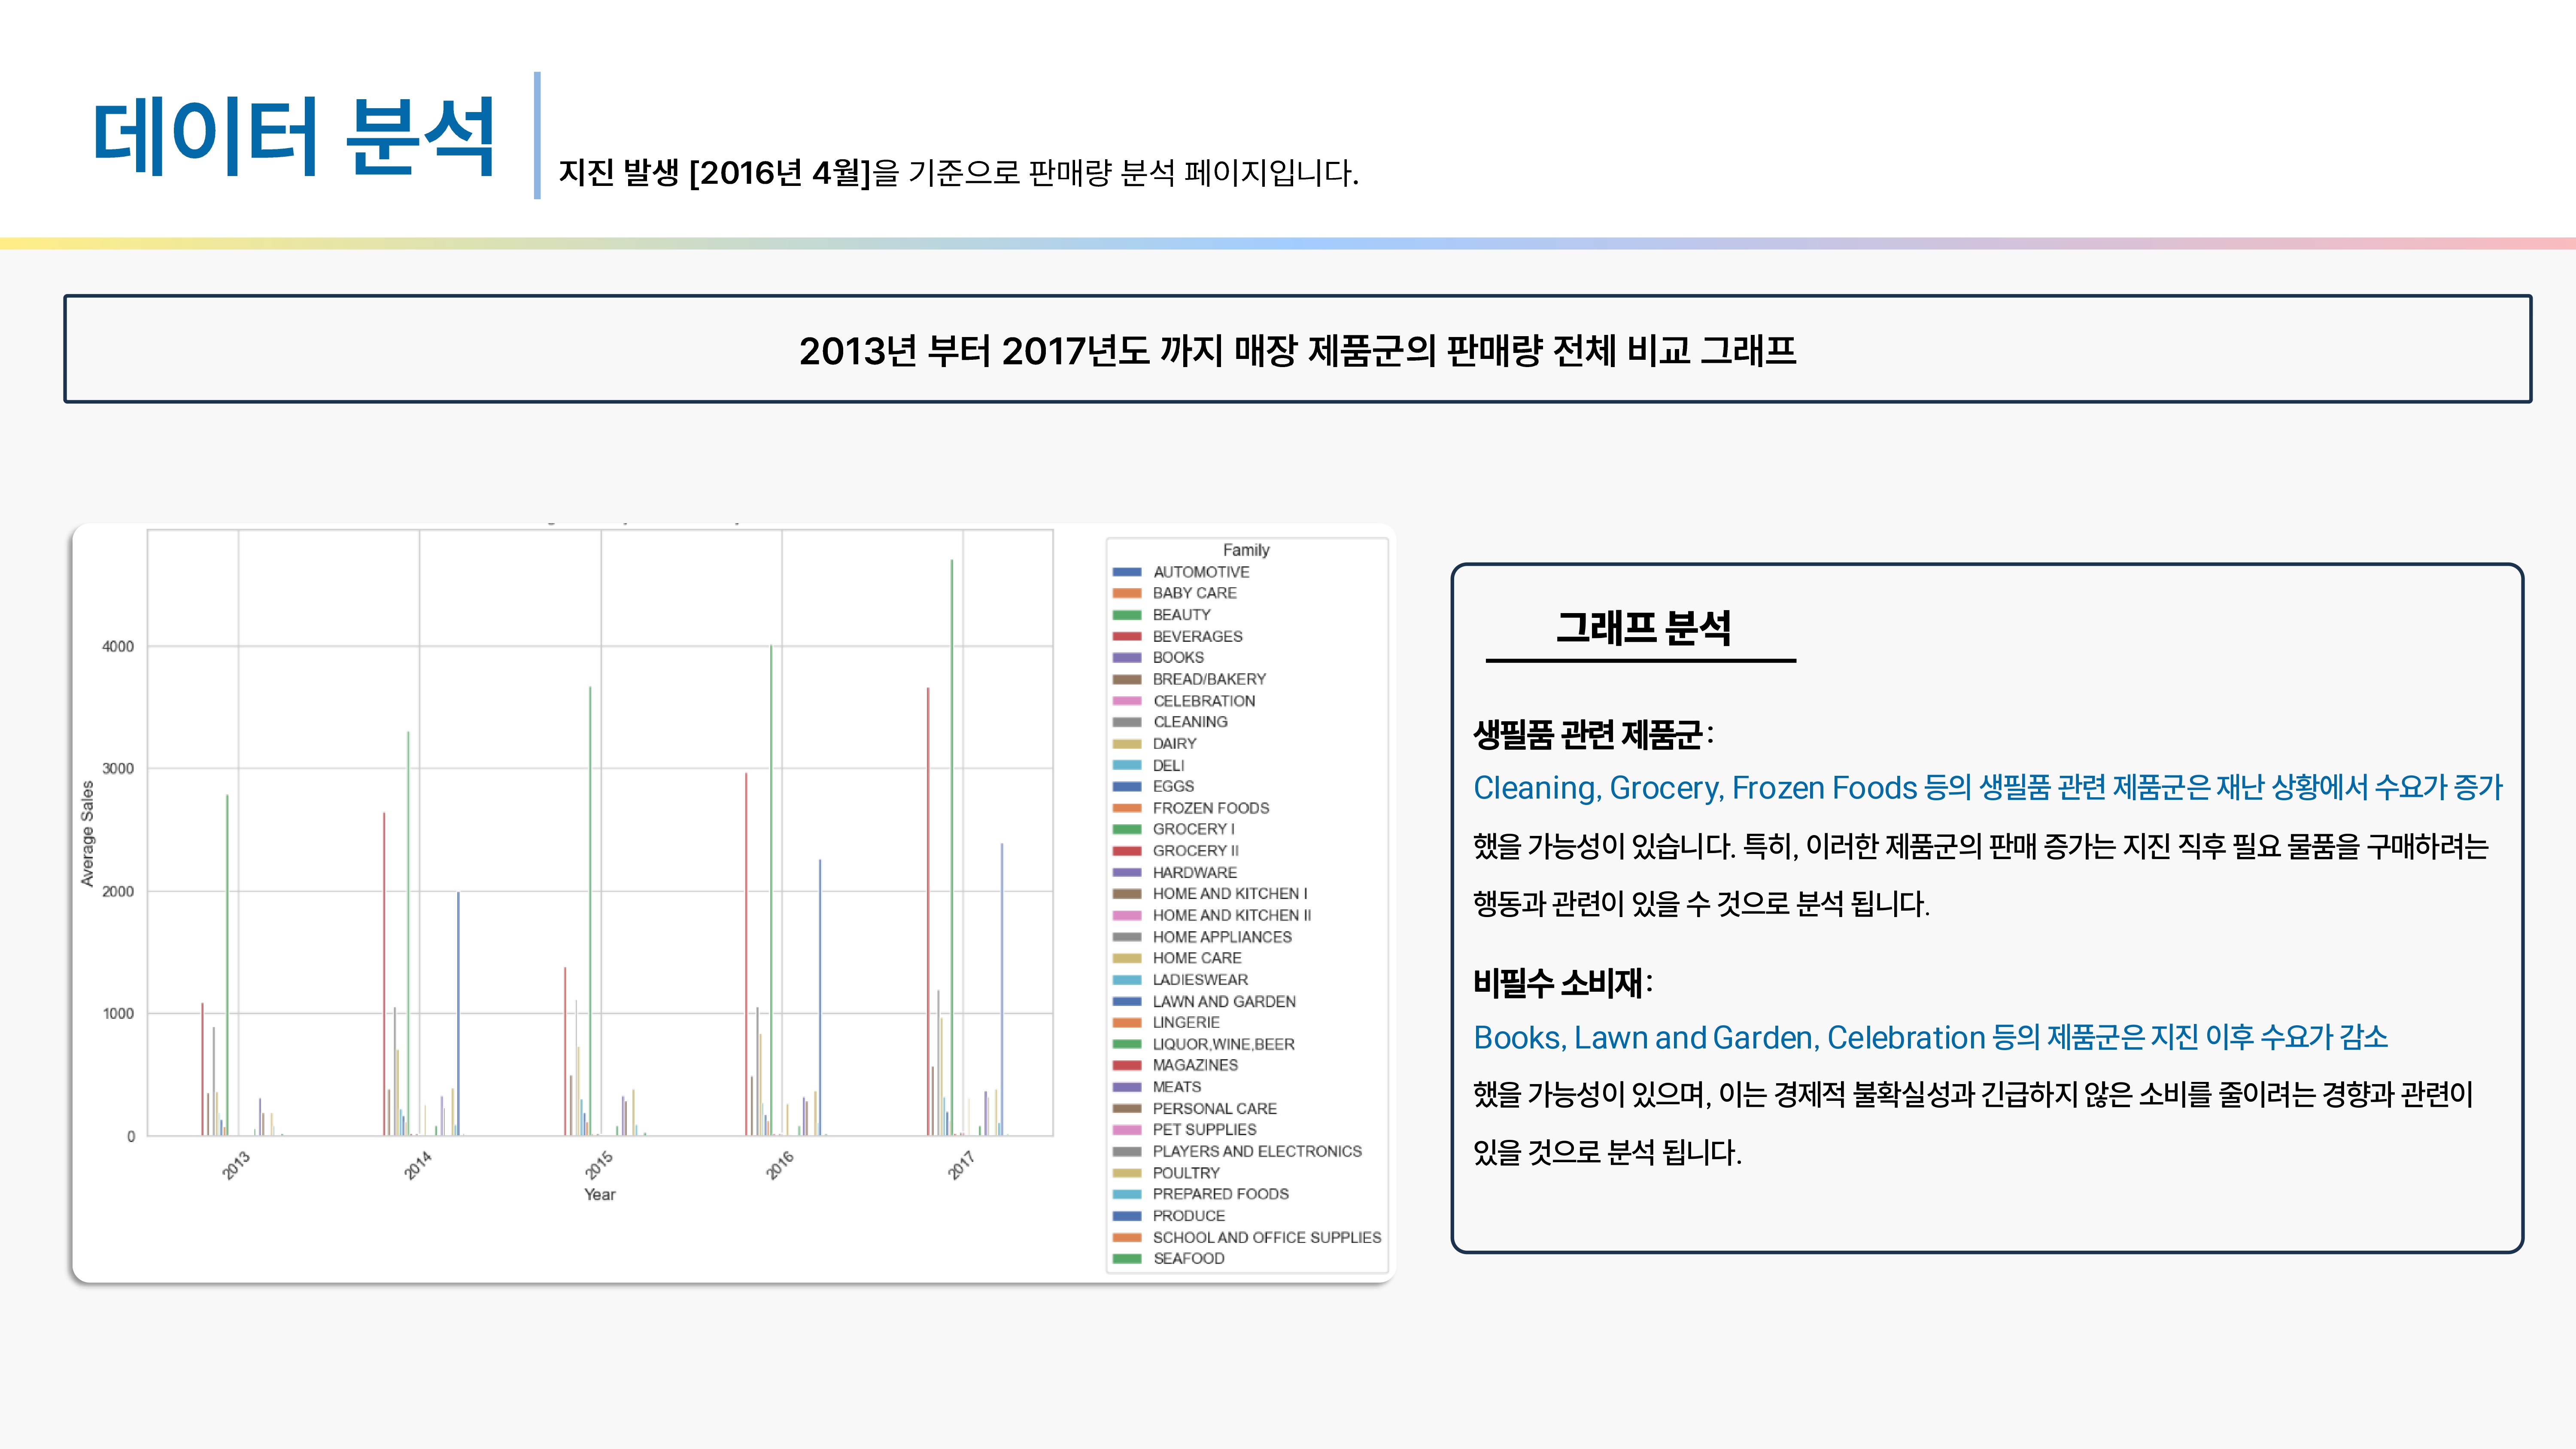 데이터 분석
지진 발생 [2016년 4월]을 기준으로 판매량 분석 페이지입니다.
2013년 부터 2017년도 까지 매장 제품군의 판매량 전체 비교 그래프
4000
3000
2000
1000
0
Average Sales
2013
2014
2015
2016
2017
Year
Family
AUTOMOTIVE
BABY CARE
BEAUTY
BEVERAGES
BOOKS
BREAD/BAKERY
CELEBRATION
CLEANING
DAIRY
DELI
EGGS
FROZEN FOODS
GROCERY I
GROCERY II
HARDWARE
HOME AND KITCHEN I
HOME AND KITCHEN II
HOME APPLIANCES
HOME CARE
LADIESWEAR
LAWN AND GARDEN
LINGERIE
LIQUOR,WINE,BEER
MAGAZINES
MEATS
PERSONAL CARE
PET SUPPLIES
PLAYERS AND ELECTRONICS
POULTRY
PREPARED FOODS
PRODUCE
SCHOOL AND OFFICE SUPPLIES
SEAFOOD
그래프 분석
생필품 관련 제품군:
Cleaning, Grocery, Frozen Foods 등의 생필품 관련 제품군은 재난 상황에서 수요가 증가
했을 가능성이 있습니다. 특히, 이러한 제품군의 판매 증가는 지진 직후 필요 물품을 구매하려는
행동과 관련이 있을 수 것으로 분석 됩니다.
비필수 소비재:
Books, Lawn and Garden, Celebration 등의 제품군은 지진 이후 수요가 감소
했을 가능성이 있으며, 이는 경제적 불확실성과 긴급하지 않은 소비를 줄이려는 경향과 관련이
있을 것으로 분석 됩니다.